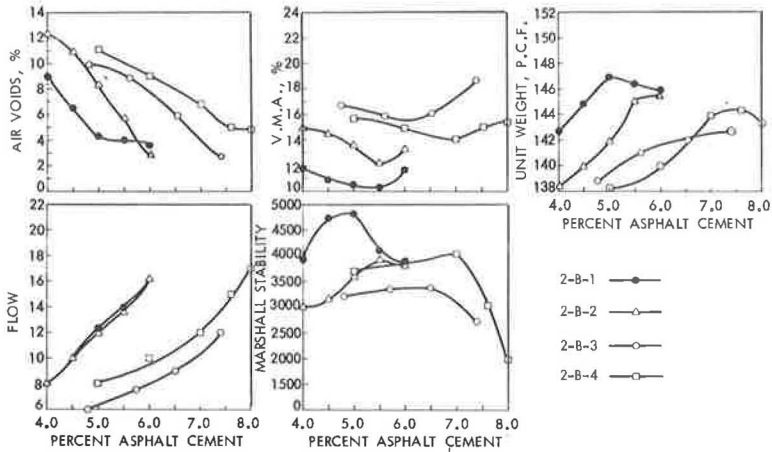 AIR VOIDS, %
14
12
10
8
6
4
2
0
V.M.A., %
24
22
20
18
16
14
12
10
UNIT WEIGHT, P.C.F.
152
150
148
146
144
142
140
138
4.0 5.0 6.0 7.0 8.0
PERCENT ASPHALT CEMENT
FLOW
22
20
18
16
14
12
10
8
6
4.0 5.0 6.0 7.0 8.0
PERCENT ASPHALT CEMENT
MARSHALL STABILITY
5000
4500
4000
3500
3000
2500
2000
1500
1000
4.0 5.0 6.0 7.0 8.0
PERCENT ASPHALT CEMENT
2-B-1
2-B-2
2-B-3
2-B-4